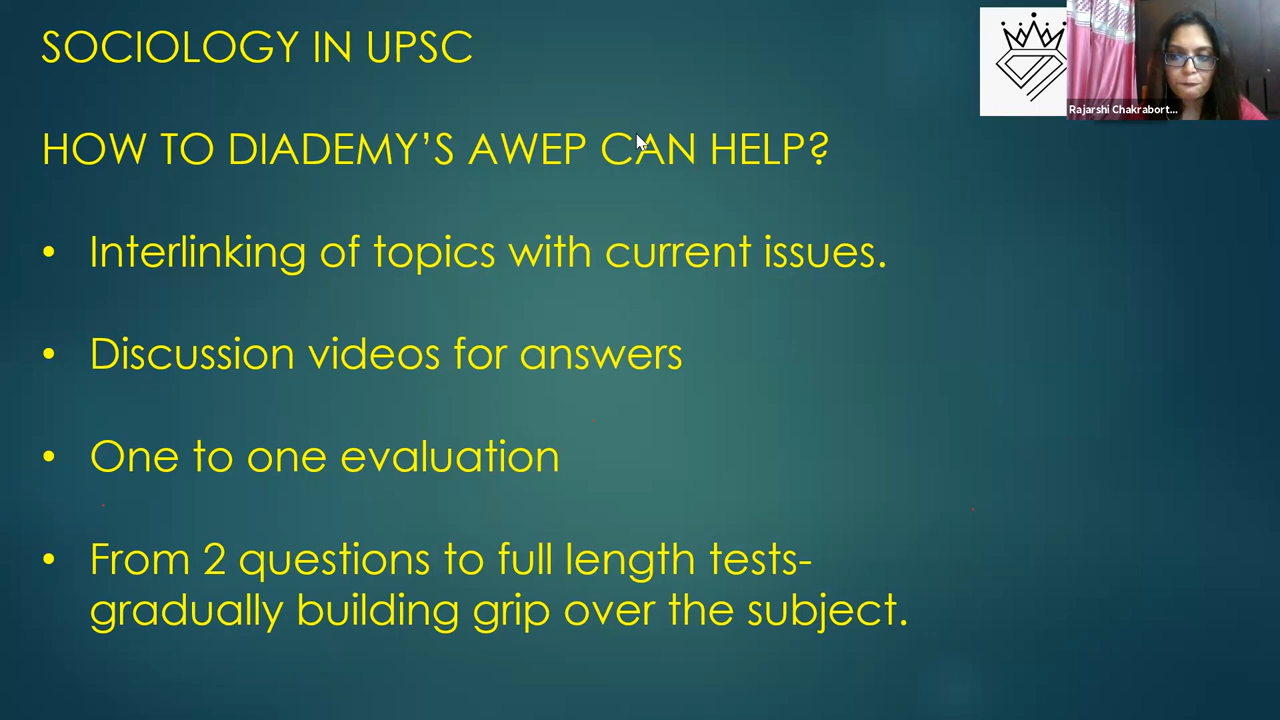 SOCIOLOGY IN UPSC
Rajarshi Chakrabort...
HOW TO DIADEMY’S AWEP CAN HELP?
• Interlinking of topics with current issues.
• Discussion videos for answers
• One to one evaluation
• From 2 questions to full length tests-
gradually building grip over the subject.